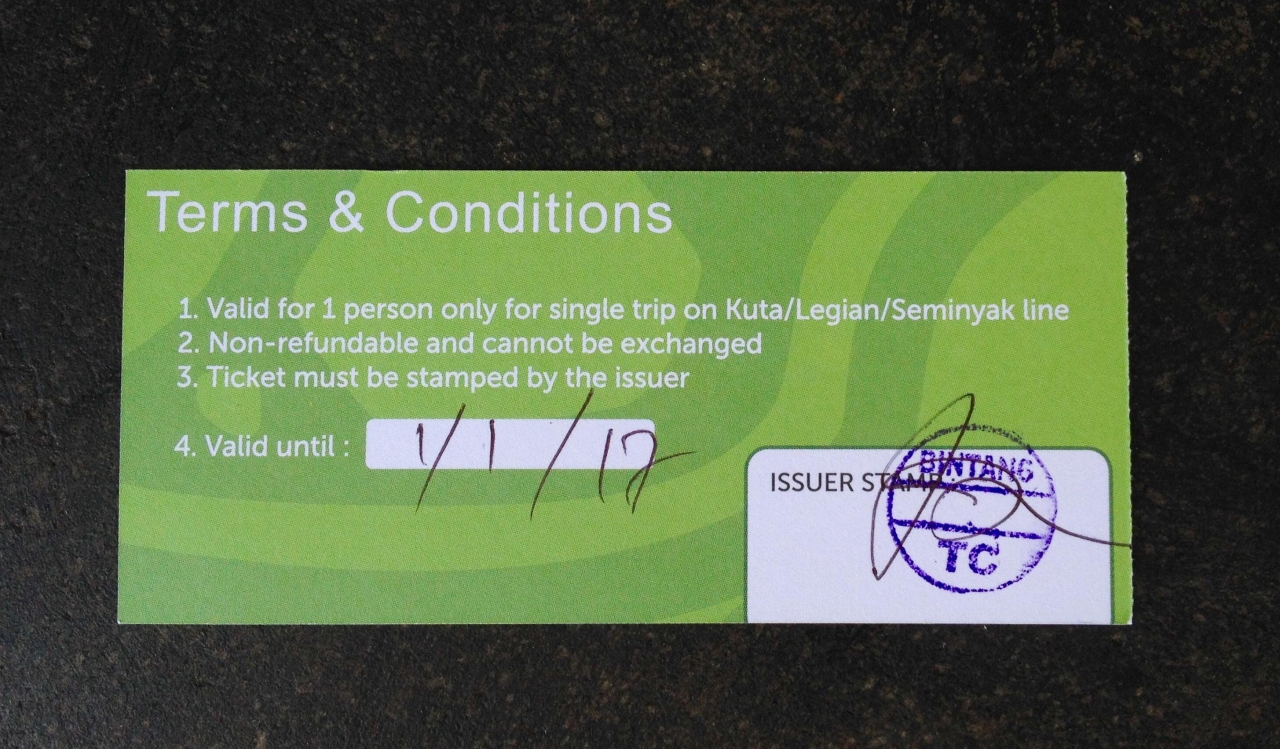 Terms & Conditions
1. Valid for 1 person only for single trip on Kuta/Legian/Seminyak line
2. Non-refundable and cannot be exchanged
3. Ticket must be stamped by the issuer
4. Valid until : 1/1/17
ISSUER STAMP
BINTANG
TC